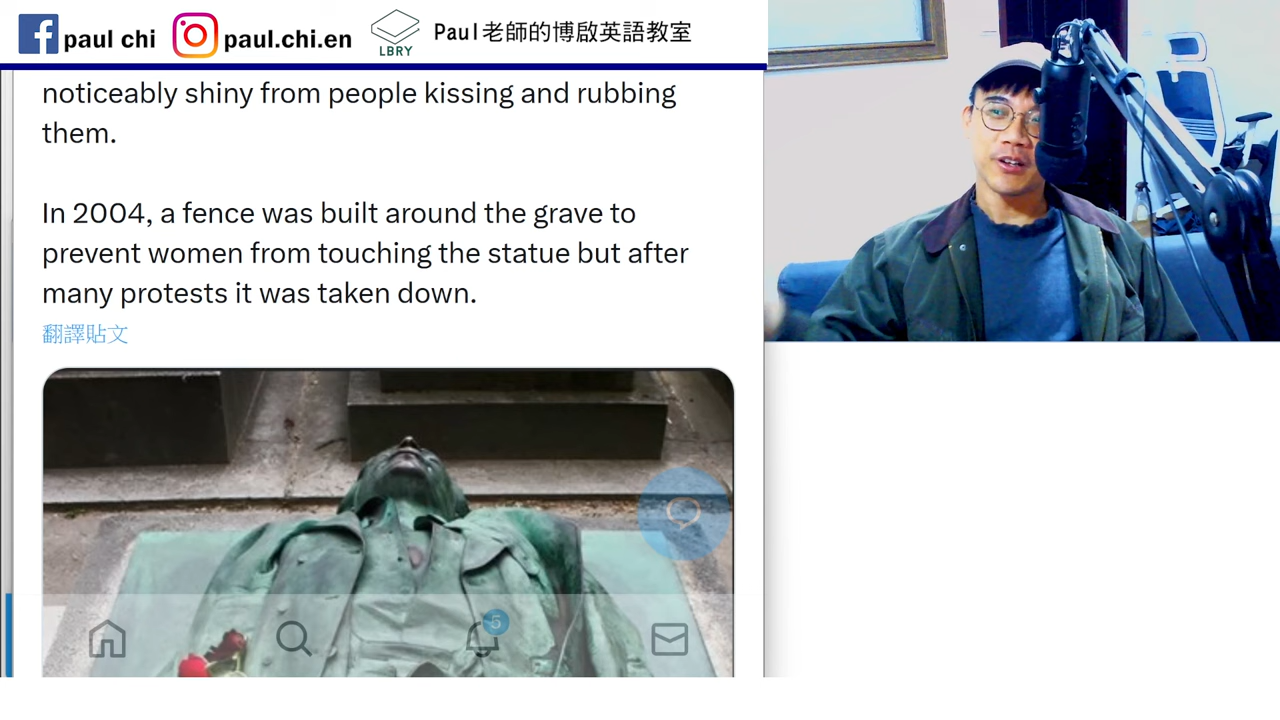 paul chi
paul.chi.en
LBRY
Paul老師的博啟英語教室
noticeably shiny from people kissing and rubbing
them.
In 2004, a fence was built around the grave to
prevent women from touching the statue but after
many protests it was taken down.
翻譯貼文
5